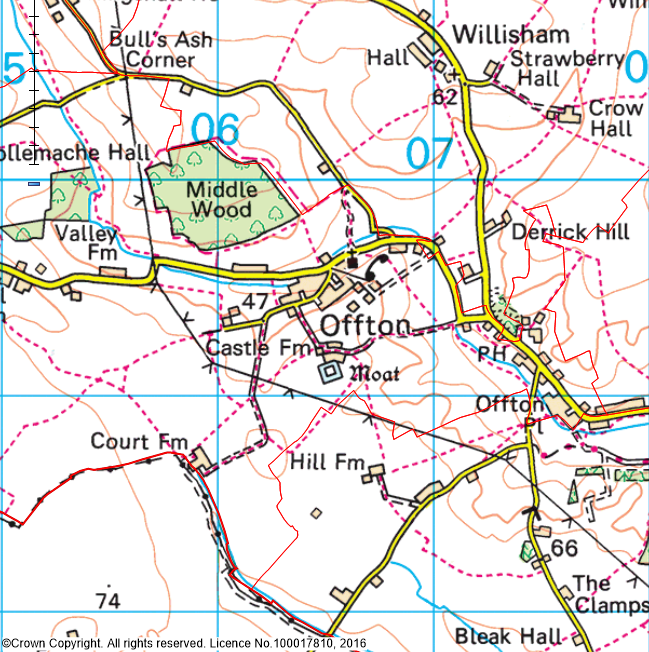 Bull's Ash
Corner
Willisham
Hall
Strawberry
Hall
5
0
62
Crow
Hall
06
07
ollemache Hall
Middle
Wood
Valley
Fm
Derrick Hill
47
Offton
Castle Fm
PH
Moat
Offton
Pl
Court Fm
Hill Fm
66
74
The
Clamps
Bleak Hall
©Crown Copyright. All rights reserved. Licence No.100017810, 2016